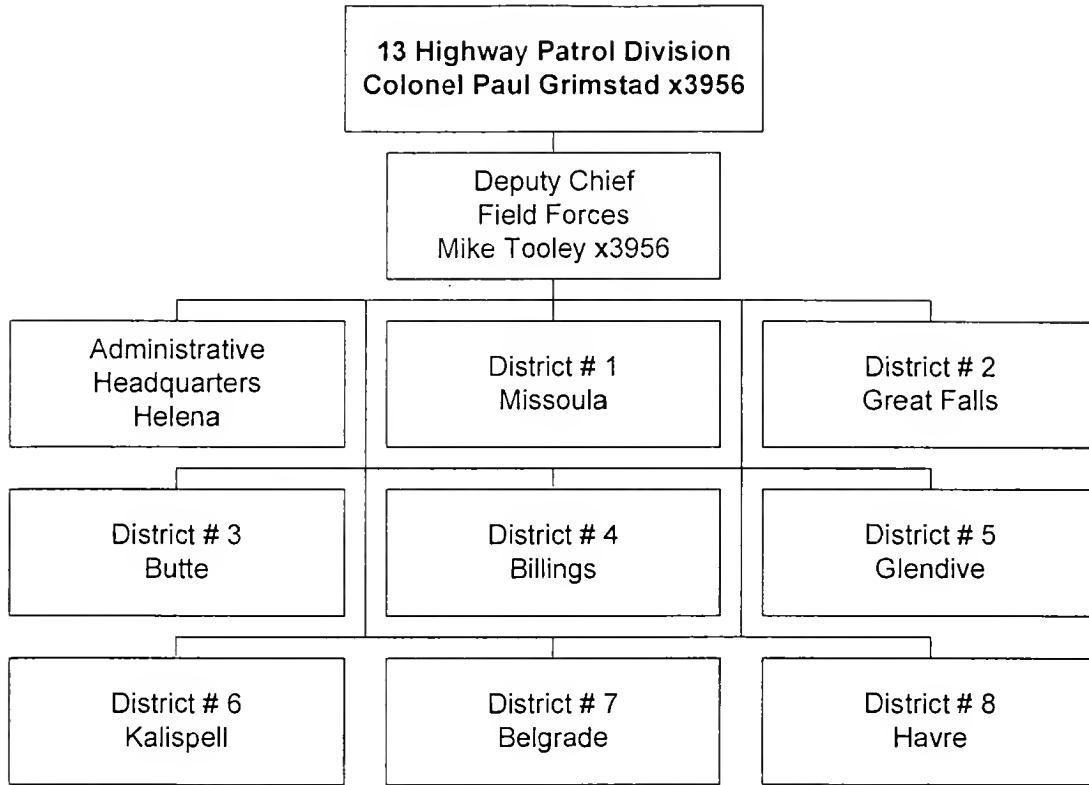 13 Highway Patrol Division
Colonel Paul Grimstad x3956
Deputy Chief
Field Forces
Mike Tooley x3956
Administrative
Headquarters
Helena
District # 1
Missoula
District # 2
Great Falls
District # 3
Butte
District # 4
Billings
District # 5
Glendive
District # 6
Kalispell
District # 7
Belgrade
District # 8
Havre